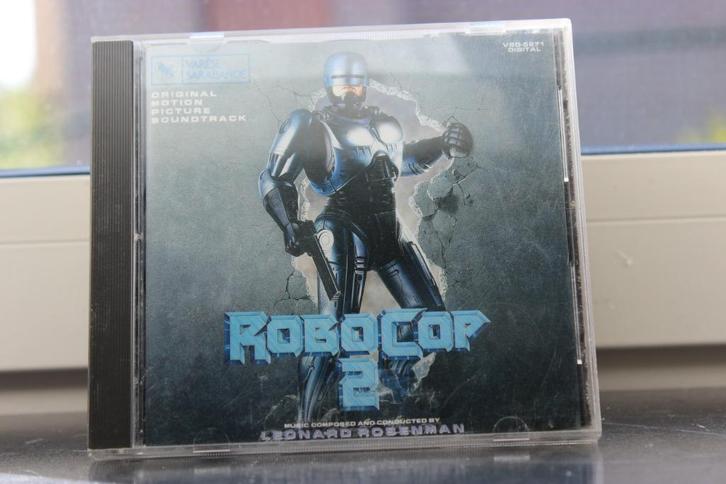 VARÈSE
SARABANDE
VSD-5271
DIGITAL
ORIGINAL
MOTION
PICTURE
SOUNDTRACK
ROBOCOP
2
MUSIC COMPOSED AND CONDUCTED BY
LEONARD ROSENMAN